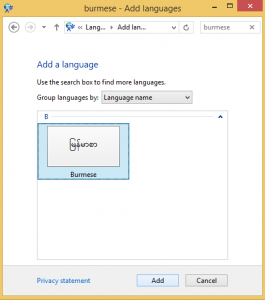 burmese - Add languages
« Lang... ▸ Add lan... burmese
Add a language
Use the search box to find more languages.
Group languages by: Language name
B
မြန်မာစာ
Burmese
Privacy statement Add Cancel